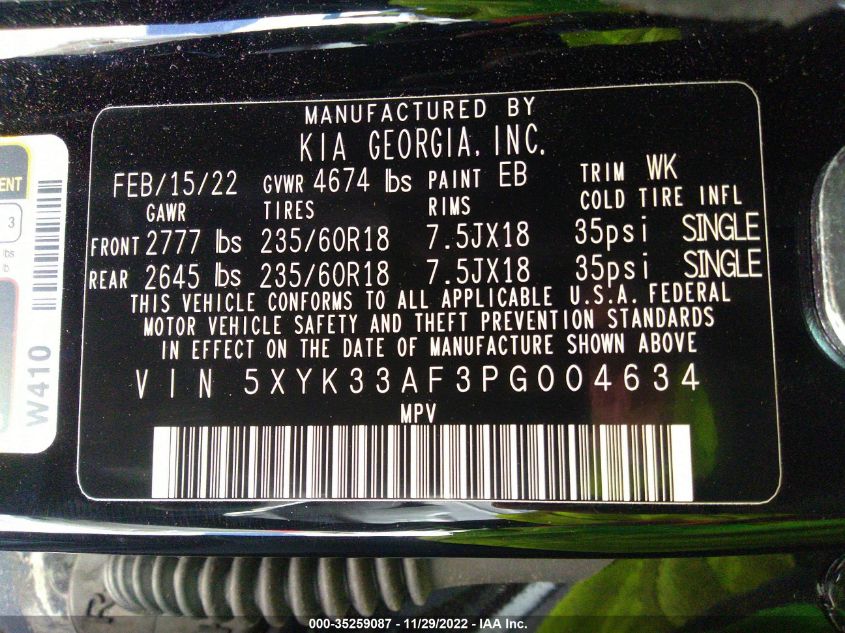 MANUFACTURED BY
KIA GEORGIA, INC.
FEB/15/22 GVWR 4674 lbs PAINT EB TRIM WK
GAWR TIRES RIMS COLD TIRE INFL
FRONT 2777 lbs 235/60R18 7.5JX18 35psi SINGLE
REAR 2645 lbs 235/60R18 7.5JX18 35psi SINGLE
THIS VEHICLE CONFORMS TO ALL APPLICABLE U.S.A. FEDERAL
MOTOR VEHICLE SAFETY AND THEFT PREVENTION STANDARDS
IN EFFECT ON THE DATE OF MANUFACTURE SHOWN ABOVE
VIN 5XYK33AF3PG004634
MPV
3
W410
000-35259087 - 11/29/2022 - IAA Inc.